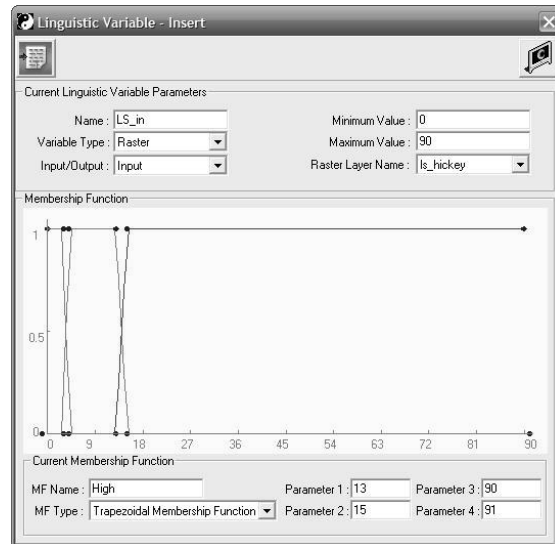 Linguistic Variable - Insert
Current Linguistic Variable Parameters
Name : LS_in
Minimum Value : 0
Variable Type : Raster
Maximum Value : 90
Input/Output : Input
Raster Layer Name : ls_hickey
Membership Function
1
0.5
0
0 9 18 27 36 45 54 63 72 81 90
Current Membership Function
MF Name : High
Parameter 1 : 13
Parameter 3 : 90
MF Type : Trapezoidal Membership Function
Parameter 2 : 15
Parameter 4 : 91